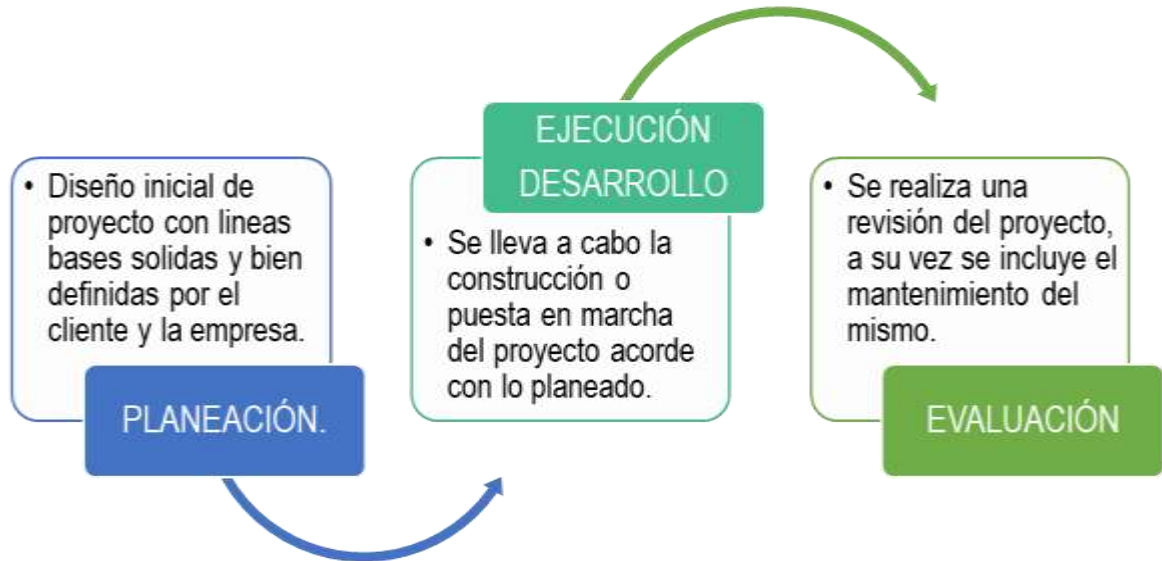 • Diseño inicial de
proyecto con lineas
bases solidas y bien
definidas por el
cliente y la empresa.
PLANEACIÓN.
EJECUCIÓN
DESARROLLO
• Se lleva a cabo la
construcción o
puesta en marcha
del proyecto acorde
con lo planeado.
• Se realiza una
revisión del proyecto,
a su vez se incluye el
mantenimiento del
mismo.
EVALUACIÓN